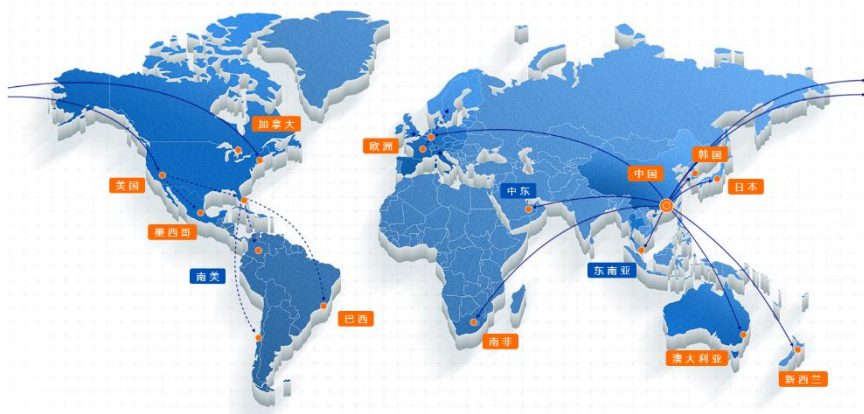 加拿大
美国
墨西哥
南美
巴西
欧洲
中东
南非
中国
韩国
日本
东南亚
澳大利亚
新西兰